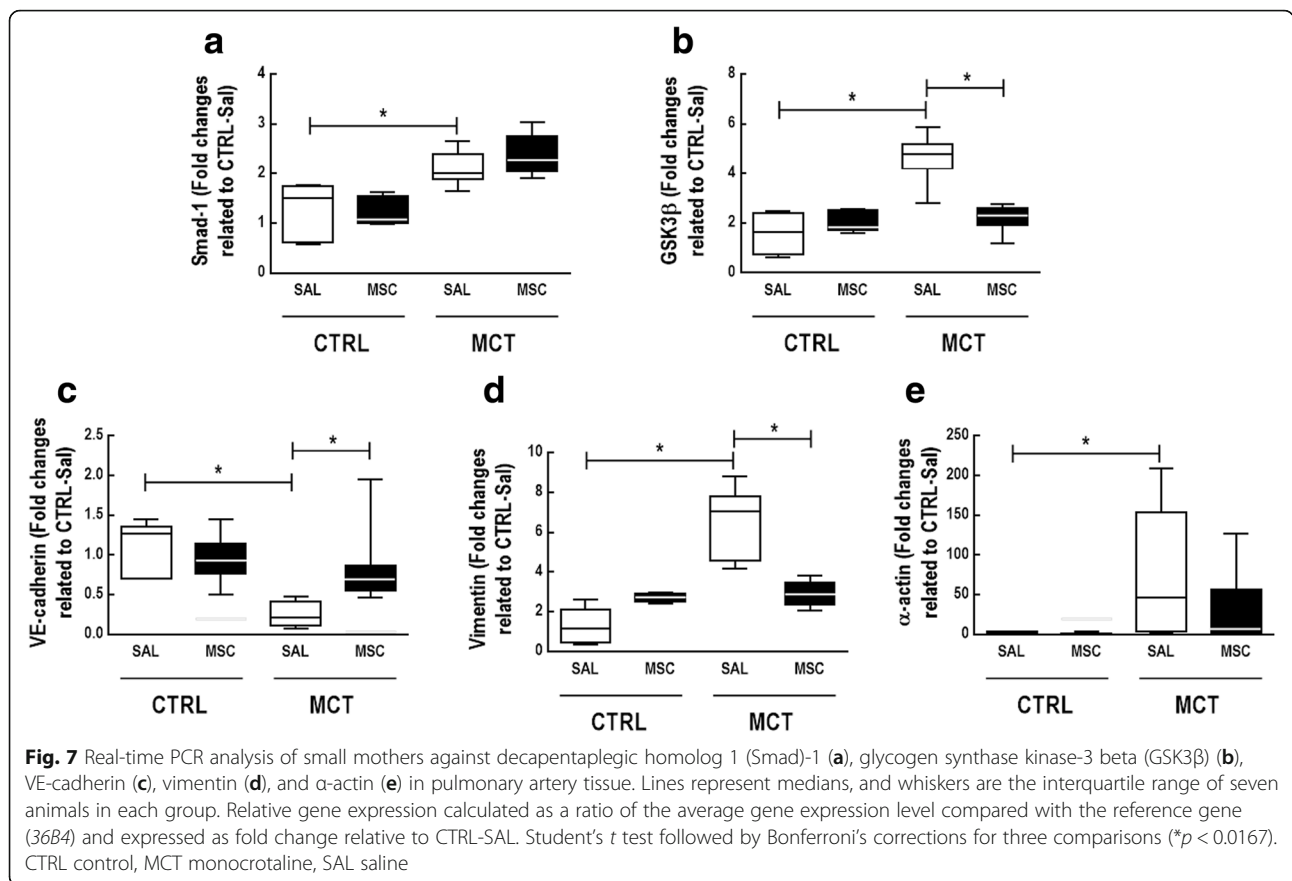 a
Smad-1 (Fold changes
related to CTRL-Sal)
4
3
2
1
0
*
SAL MSC SAL MSC
CTRL MCT
b
GSK3β (Fold changes
related to CTRL-Sal)
8
6
4
2
0
*
*
SAL MSC SAL MSC
CTRL MCT
c
VE-cadherin (Fold changes
related to CTRL-Sal)
2.5
2.0
1.5
1.0
0.5
0.0
*
*
SAL MSC SAL MSC
CTRL MCT
d
Vimentin (Fold changes
related to CTRL-Sal)
10
8
6
4
2
0
*
*
SAL MSC SAL MSC
CTRL MCT
e
α-actin (Fold changes
related to CTRL-Sal)
250
200
150
100
50
0
*
SAL MSC SAL MSC
CTRL MCT
Fig. 7 Real-time PCR analysis of small mothers against decapentaplegic homolog 1 (Smad)-1 (a), glycogen synthase kinase-3 beta (GSK3β) (b),
VE-cadherin (c), vimentin (d), and α-actin (e) in pulmonary artery tissue. Lines represent medians, and whiskers are the interquartile range of seven
animals in each group. Relative gene expression calculated as a ratio of the average gene expression level compared with the reference gene
(36B4) and expressed as fold change relative to CTRL-SAL. Student's t test followed by Bonferroni's corrections for three comparisons (*p < 0.0167).
CTRL control, MCT monocrotaline, SAL saline